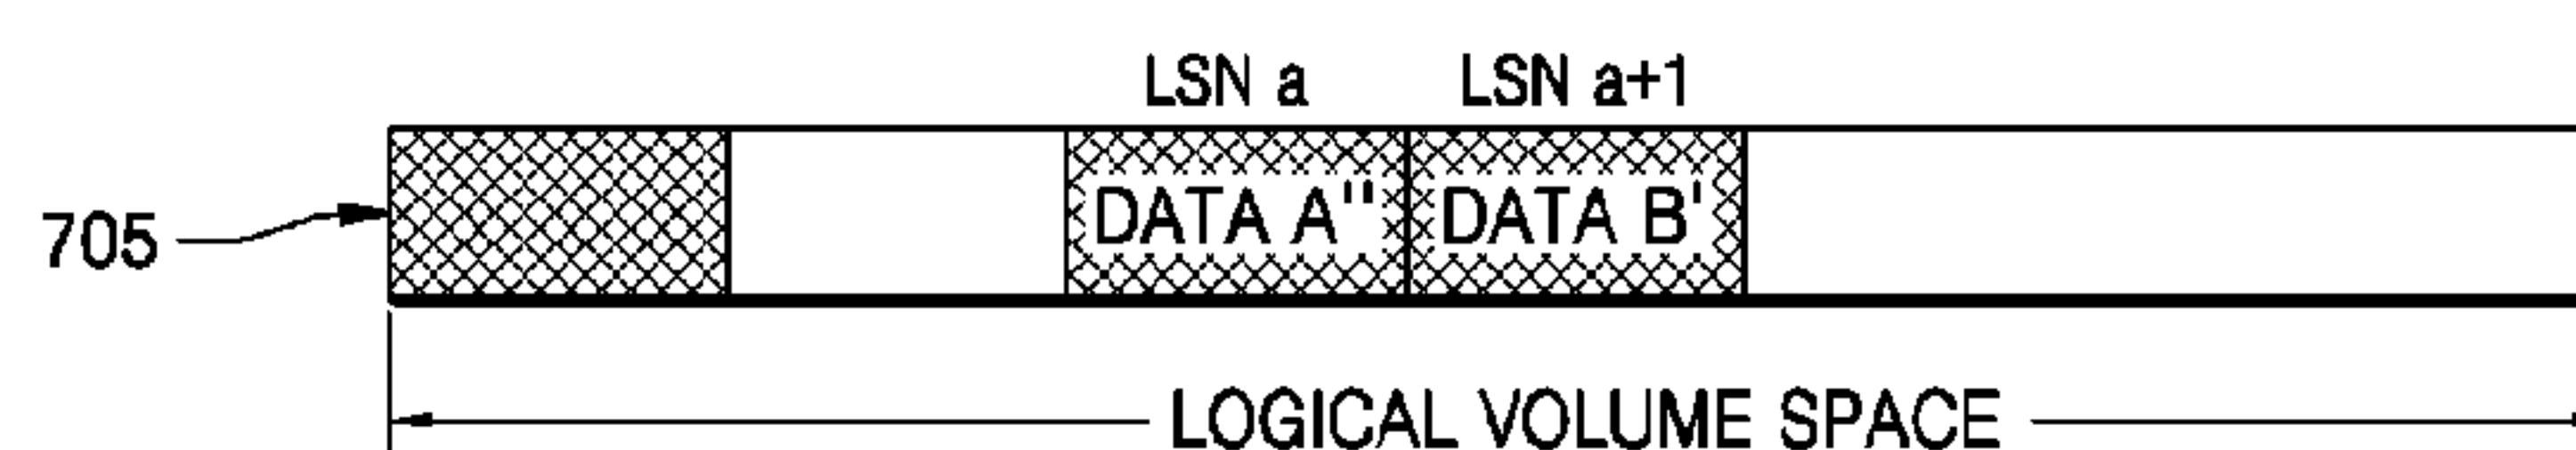 LSN a LSN a+1
705 DATA A'' DATA B'
LOGICAL VOLUME SPACE